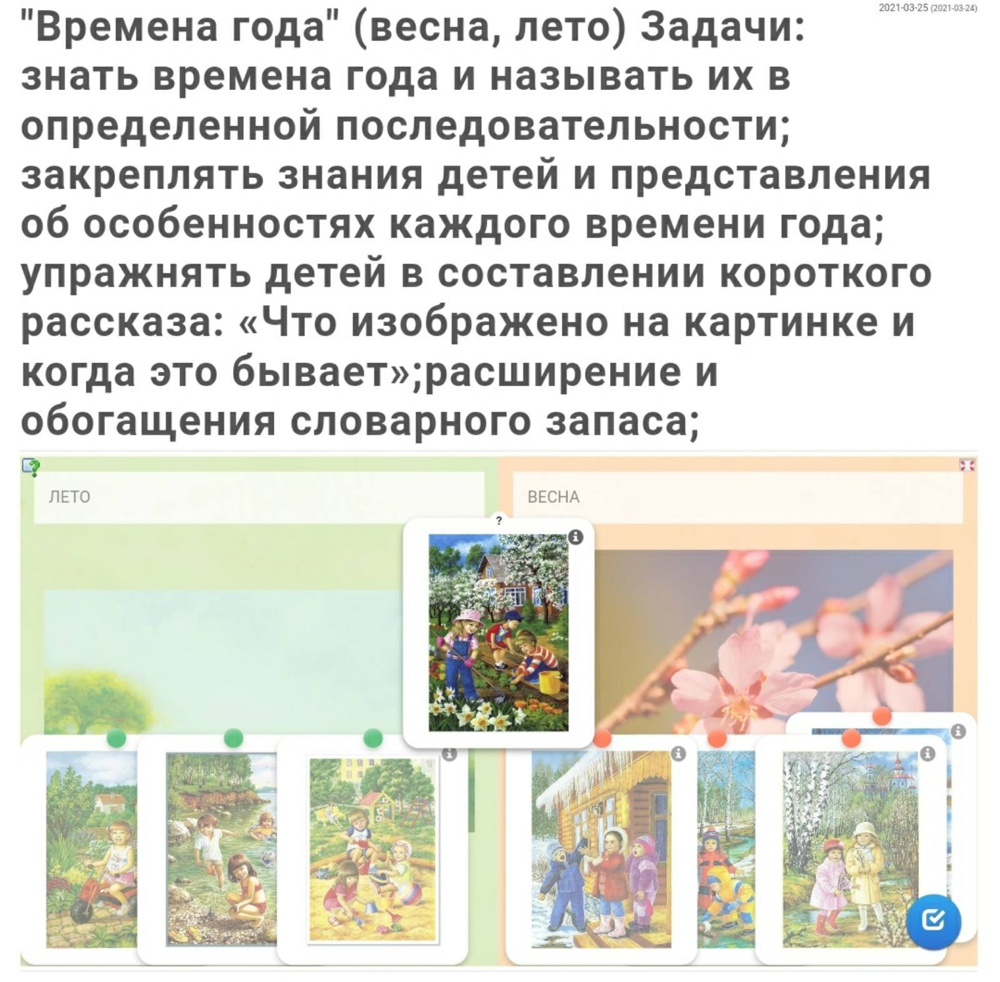 "Времена года" (весна, лето) Задачи:
2021-03-25 (2021-03-24)
знать времена года и называть их в
определенной последовательности;
закреплять знания детей и представления
об особенностях каждого времени года;
упражнять детей в составлении короткого
рассказа: «Что изображено на картинке и
когда это бывает»;расширение и
обогащения словарного запаса;
ЛЕТО
ВЕСНА
?